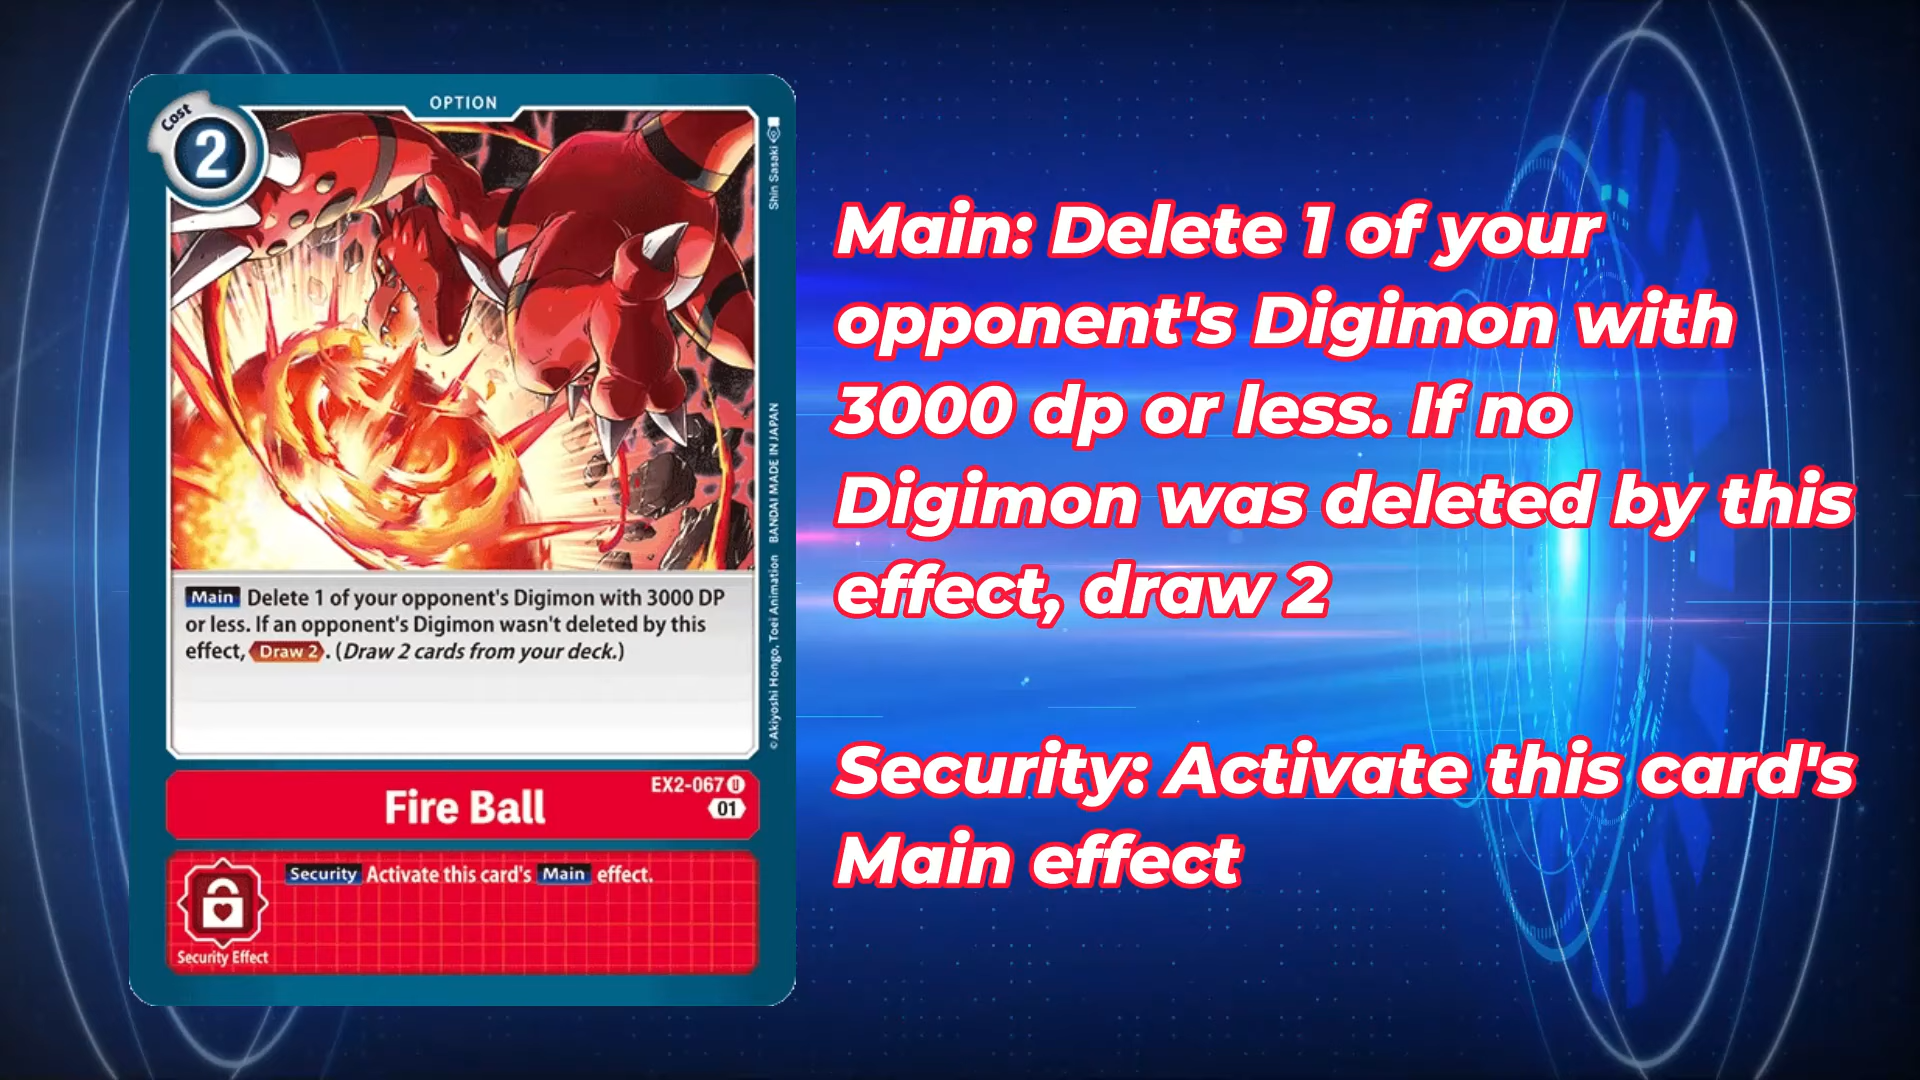 OPTION
Cost
2
Shin Sasaki
©Akiyoshi Hongo, Toei Animation BANDAI MADE IN JAPAN
Main Delete 1 of your opponent's Digimon with 3000 DP
or less. If an opponent's Digimon wasn't deleted by this
effect, Draw 2. (Draw 2 cards from your deck.)
EX2-067 U
Fire Ball
01
Security Activate this card's Main effect.
Security Effect
Main: Delete 1 of your
opponent's Digimon with
3000 dp or less. If no
Digimon was deleted by this
effect, draw 2
Security: Activate this card's
Main effect